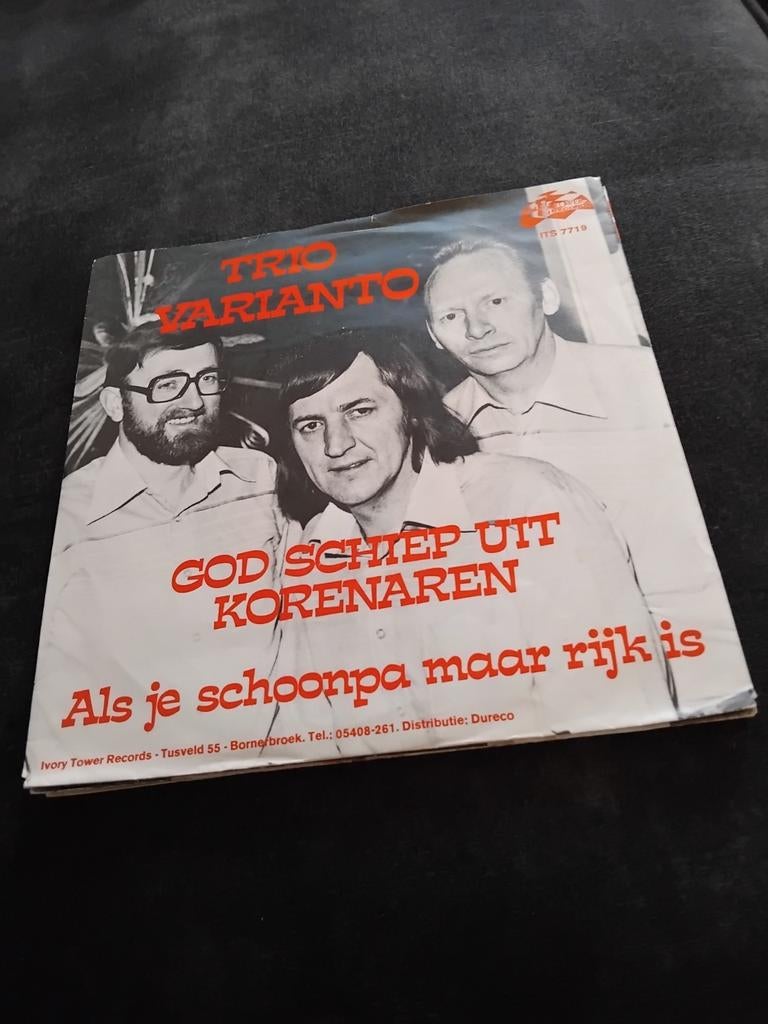 ITS 7719
TRIO
VARIANTO
GOD SCHIEP UIT
KORENAREN
Als je schoonpa maar rijk is
Ivory Tower Records - Tusveld 55 - Bornerbroek. Tel.: 05408-261. Distributie: Dureco